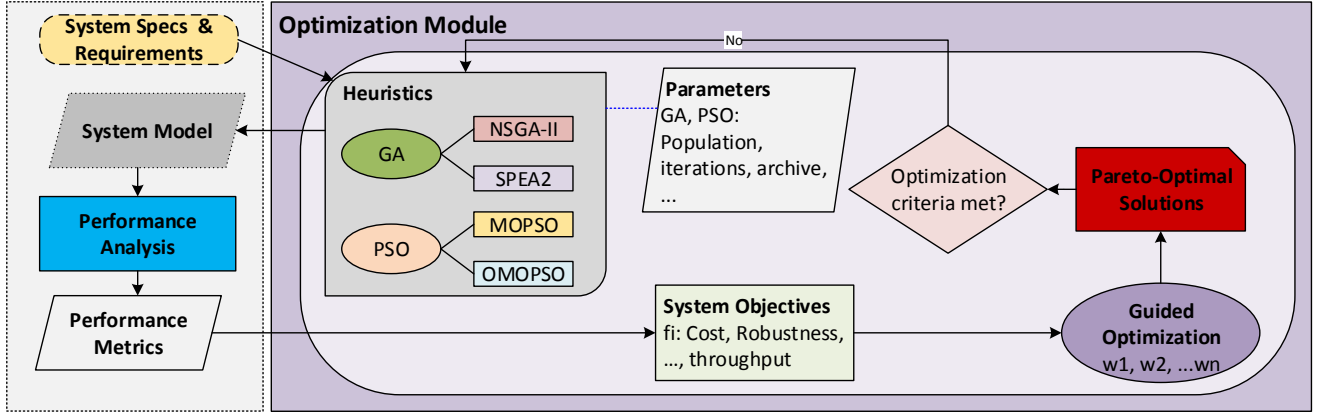 System Specs &
Requirements
System Model
Performance
Analysis
Performance
Metrics
Optimization Module
No
Heuristics
GA
NSGA-II
SPEA2
PSO
MOPSO
OMOPSO
Parameters
GA, PSO:
Population,
iterations, archive,
...
Optimization
criteria met?
Pareto-Optimal
Solutions
System Objectives
fi: Cost, Robustness,
…, throughput
Guided
Optimization
w1, w2, ...wn